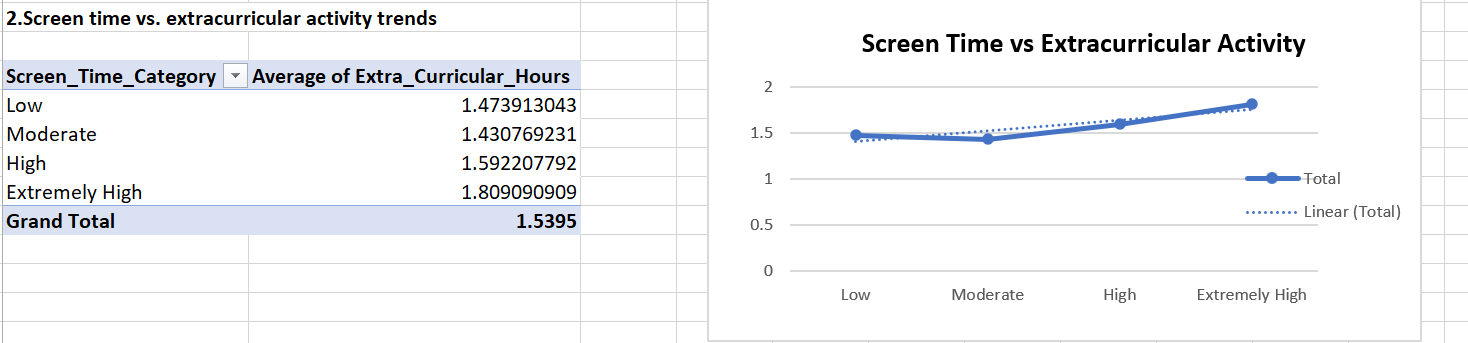 2.Screen time vs. extracurricular activity trends
Screen_Time_Category Average of Extra_Curricular_Hours
Low 1.473913043
Moderate 1.430769231
High 1.592207792
Extremely High 1.809090909
Grand Total 1.5395
Screen Time vs Extracurricular Activity
2
1.5
1
0.5
0
Low Moderate High Extremely High
Total
Linear (Total)